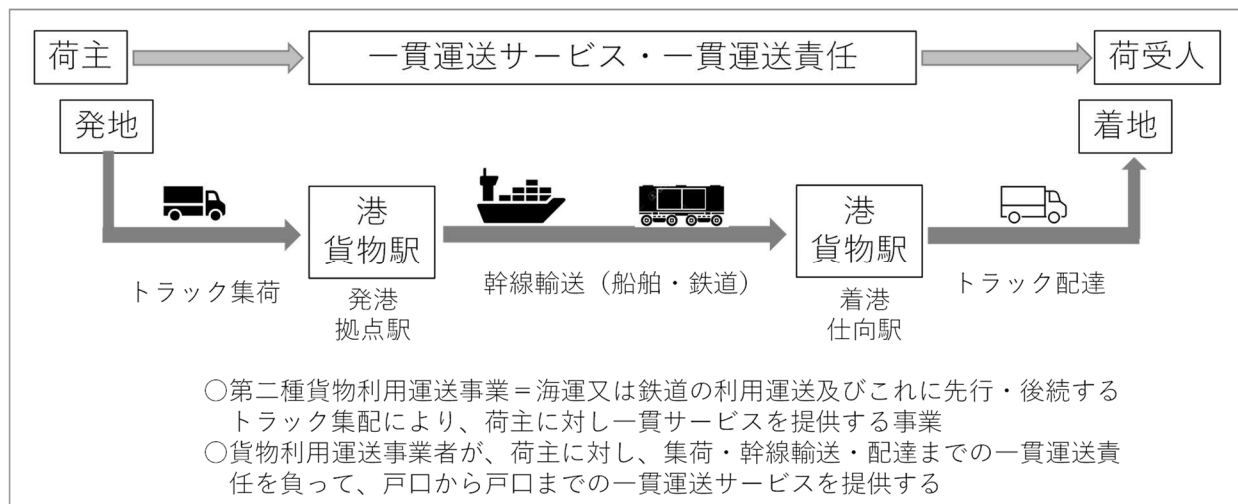 荷主
一貫運送サービス・一貫運送責任
荷受人
発地
着地
港
貨物駅
港
貨物駅
トラック集荷
発港
拠点駅
幹線輸送（船舶・鉄道）
着港
仕向駅
トラック配達
○第二種貨物利用運送事業＝海運又は鉄道の利用運送及びこれに先行・後続する
トラック集配により、荷主に対し一貫サービスを提供する事業
○貨物利用運送事業者が、荷主に対し、集荷・幹線輸送・配達までの一貫運送責
任を負って、戸口から戸口までの一貫運送サービスを提供する